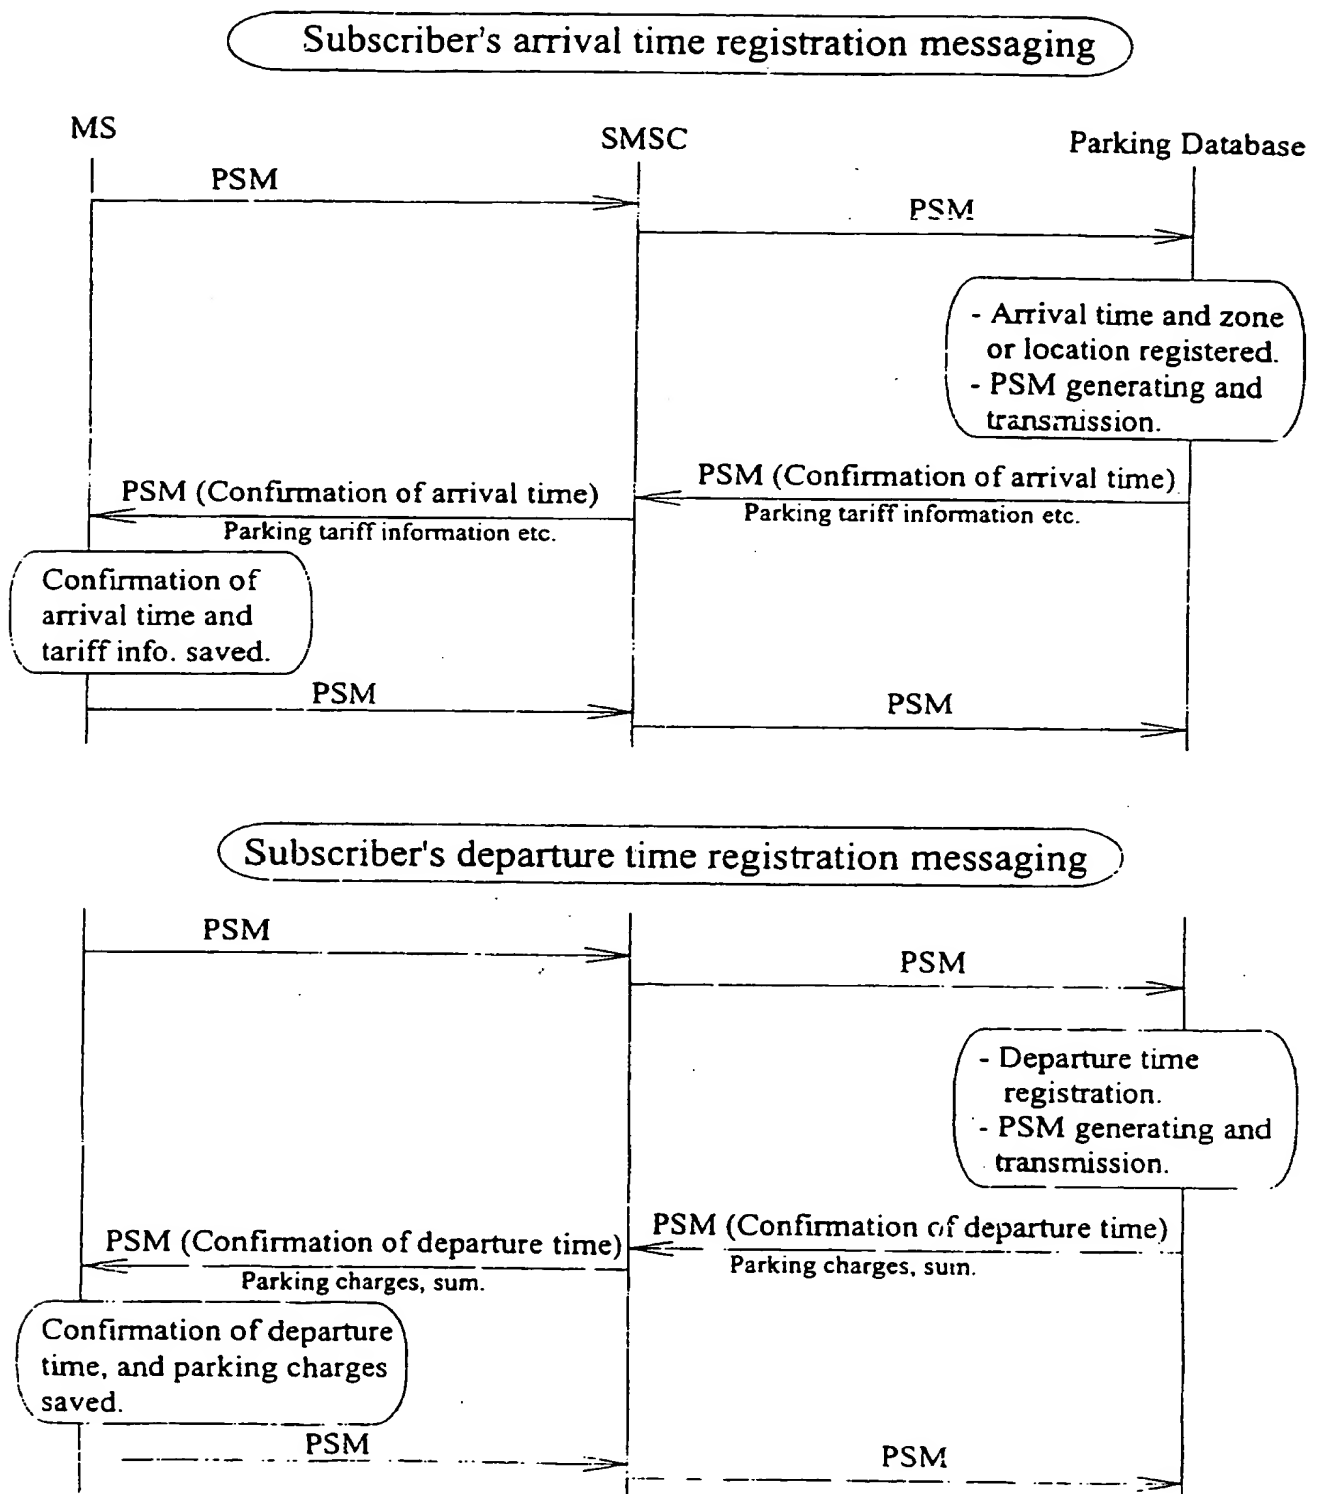 Subscriber's arrival time registration messaging
MS
SMSC
Parking Database
PSM
PSM
- Arrival time and zone
or location registered.
- PSM generating and
transmission.
PSM (Confirmation of arrival time)
Parking tariff information etc.
PSM (Confirmation of arrival time)
Parking tariff information etc.
Confirmation of
arrival time and
tariff info. saved.
PSM
PSM
Subscriber's departure time registration messaging
PSM
PSM
- Departure time
registration.
- PSM generating and
transmission.
PSM (Confirmation of departure time)
Parking charges, sum.
PSM (Confirmation of departure time)
Parking charges, sum.
Confirmation of departure
time, and parking charges
saved.
PSM
PSM